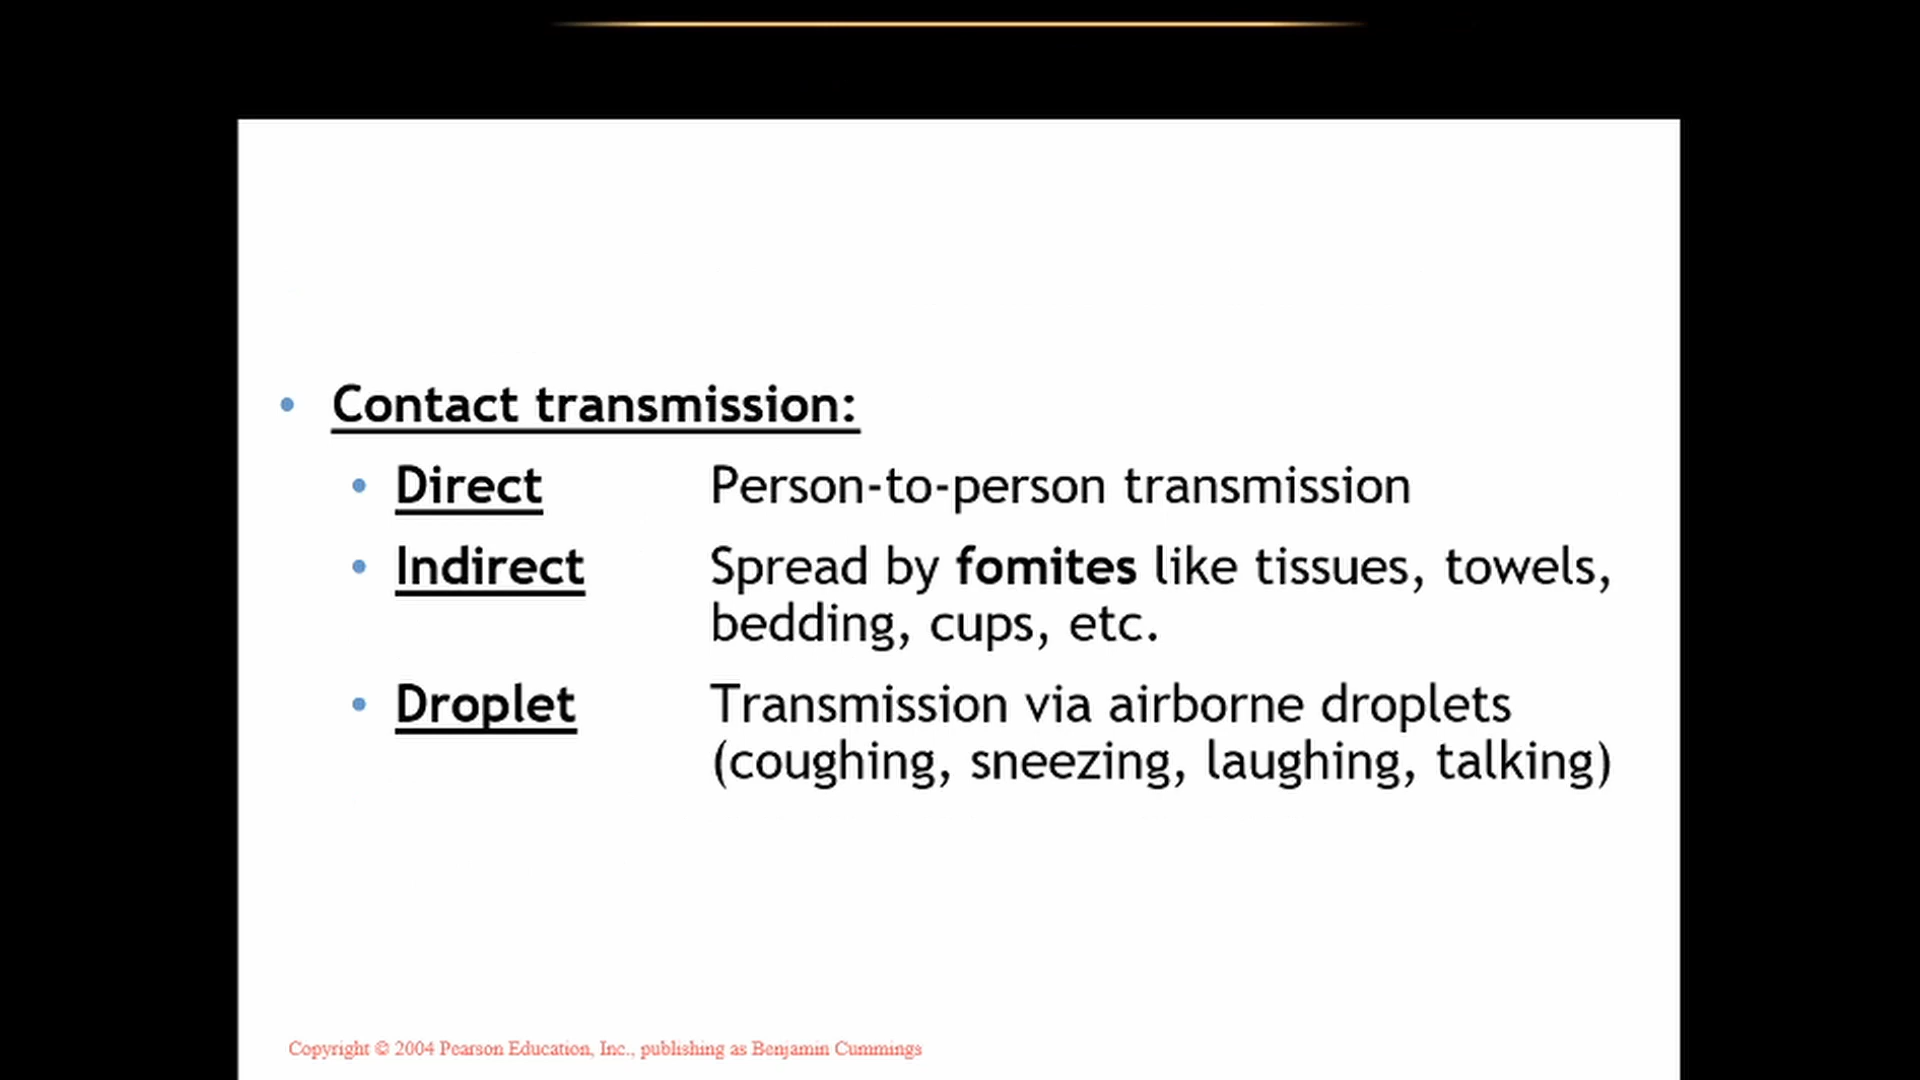 • Contact transmission:
• Direct Person-to-person transmission
• Indirect Spread by fomites like tissues, towels,
bedding, cups, etc.
• Droplet Transmission via airborne droplets
(coughing, sneezing, laughing, talking)
Copyright © 2004 Pearson Education, Inc., publishing as Benjamin Cummings